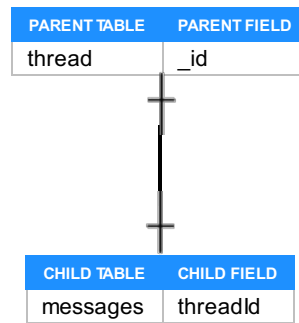 PARENT TABLE PARENT FIELD
thread _id
CHILD TABLE CHILD FIELD
messages threadId